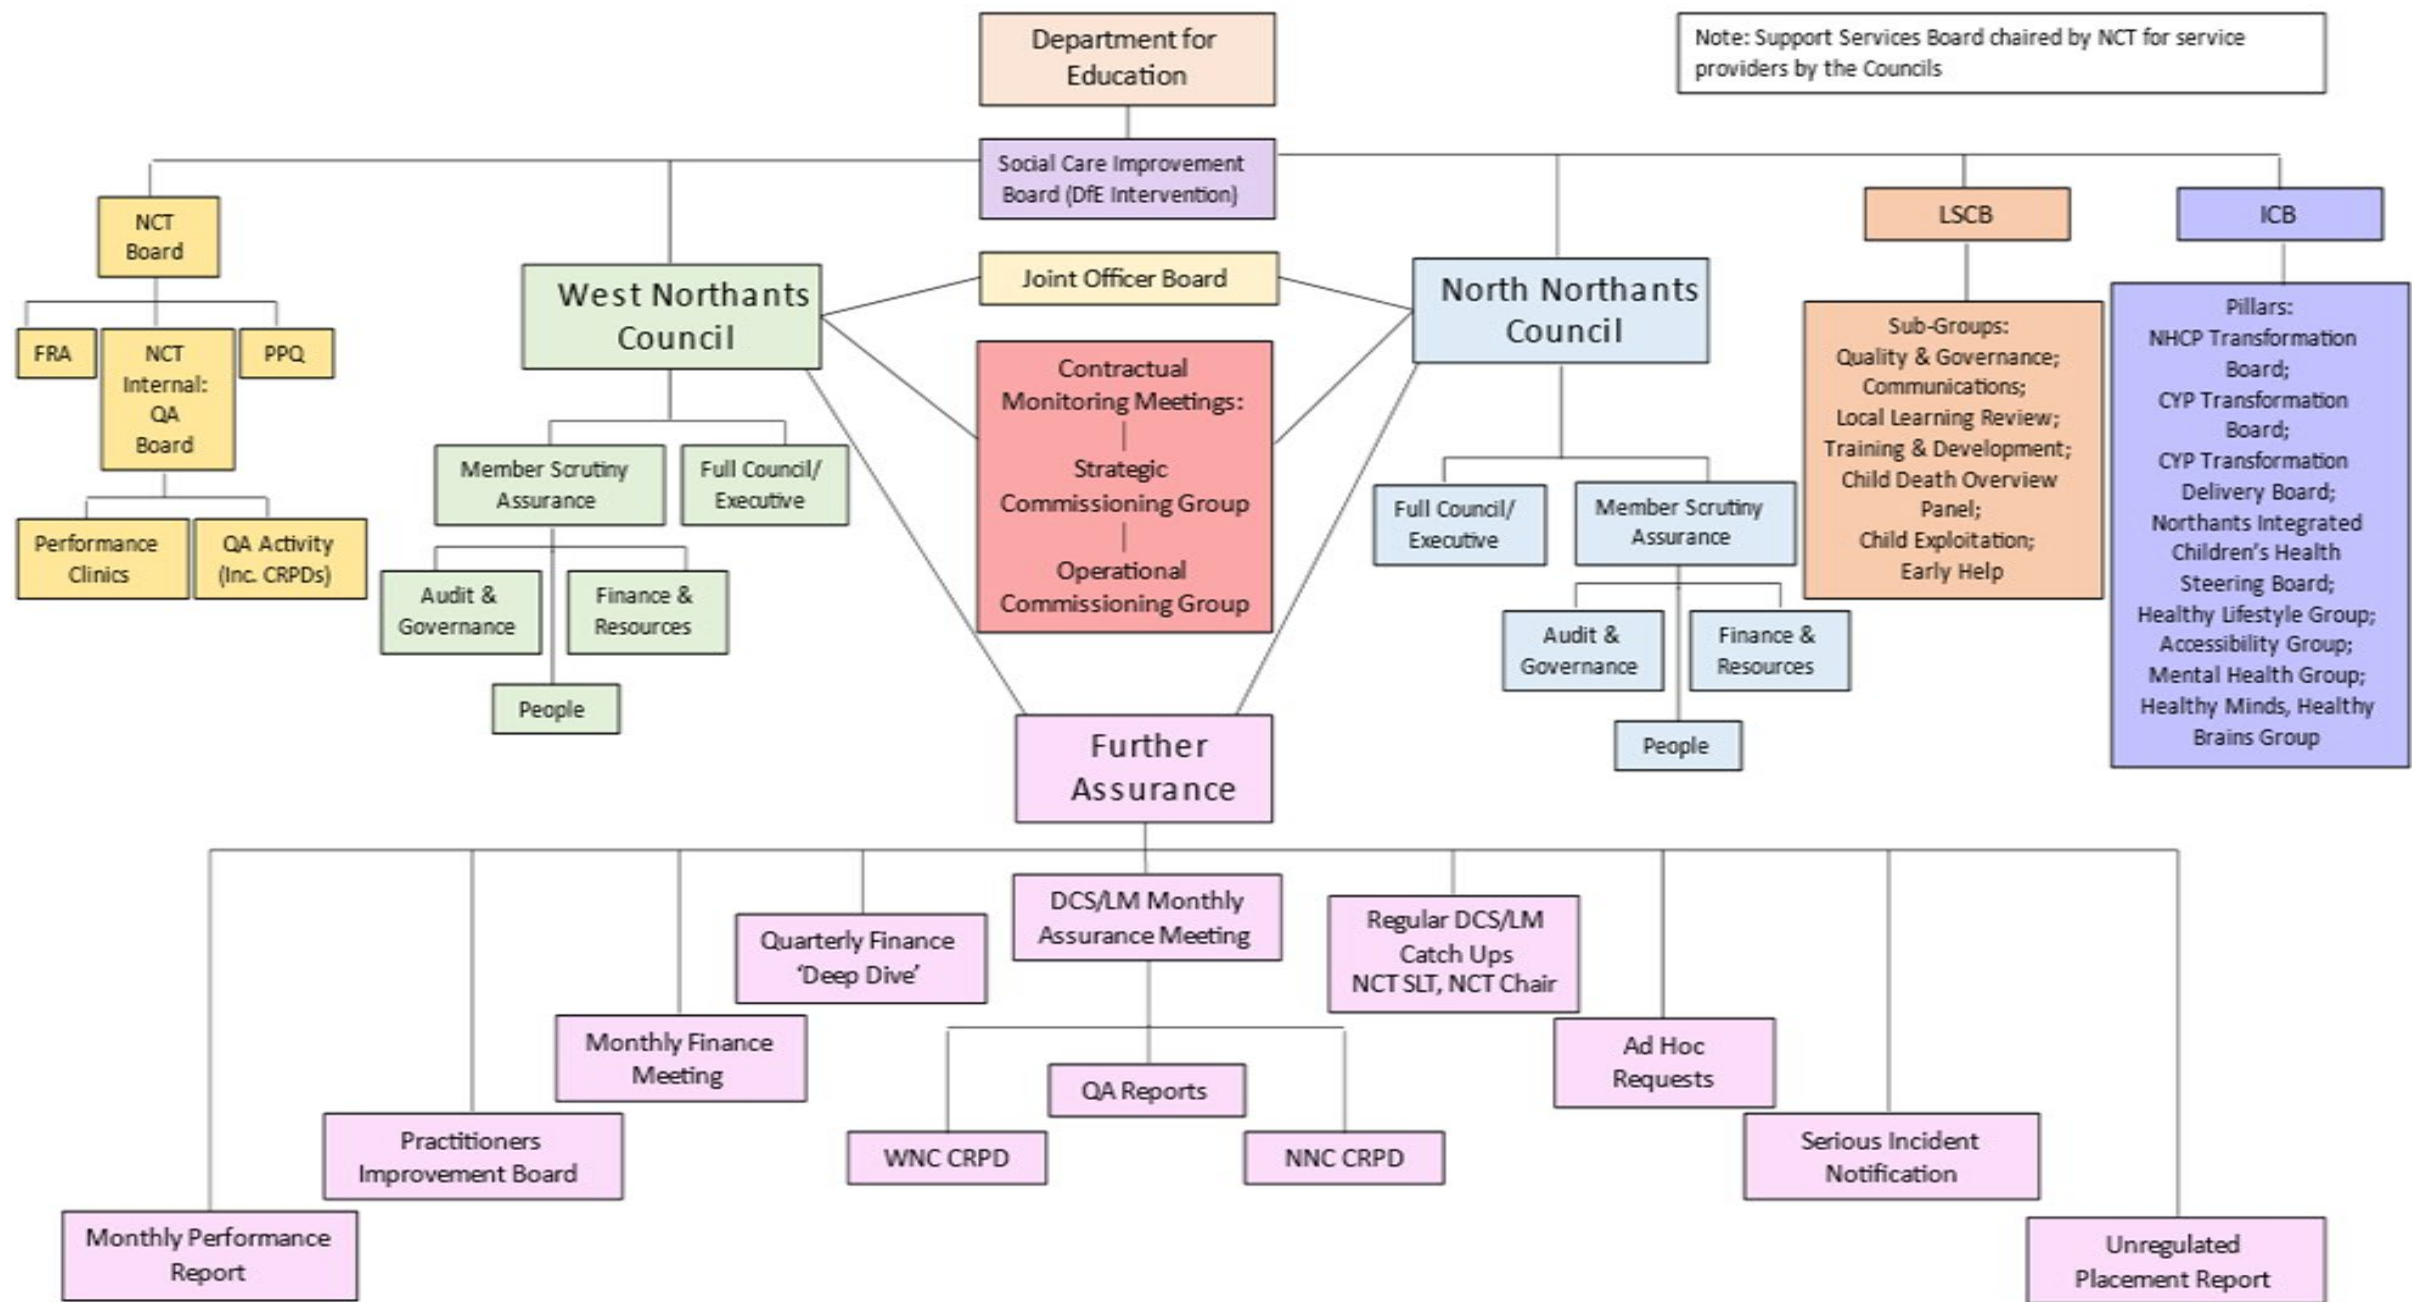 Department for
Education
Note: Support Services Board chaired by NCT for service
providers by the Councils
Social Care Improvement
Board (DfE Intervention)
NCT
Board
FRA
NCT
Internal:
QA
Board
PPQ
Performance
Clinics
QA Activity
(Inc. CRPDs)
West Northants
Council
Member Scrutiny
Assurance
Full Council/
Executive
Audit &
Governance
Finance &
Resources
People
Joint Officer Board
Contractual
Monitoring Meetings:
Strategic
Commissioning Group
Operational
Commissioning Group
North Northants
Council
Full Council/
Executive
Member Scrutiny
Assurance
Audit &
Governance
Finance &
Resources
People
LSCB
Sub-Groups:
Quality & Governance;
Communications;
Local Learning Review;
Training & Development;
Child Death Overview
Panel;
Child Exploitation;
Early Help
ICB
Pillars:
NHCP Transformation
Board;
CYP Transformation
Board;
CYP Transformation
Delivery Board;
Northants Integrated
Children’s Health
Steering Board;
Healthy Lifestyle Group;
Accessibility Group;
Mental Health Group;
Healthy Minds, Healthy
Brains Group
Further
Assurance
Monthly Performance
Report
Practitioners
Improvement Board
Monthly Finance
Meeting
Quarterly Finance
‘Deep Dive’
DCS/LM Monthly
Assurance Meeting
WNC CRPD
QA Reports
NNC CRPD
Regular DCS/LM
Catch Ups
NCT SLT, NCT Chair
Ad Hoc
Requests
Serious Incident
Notification
Unregulated
Placement Report